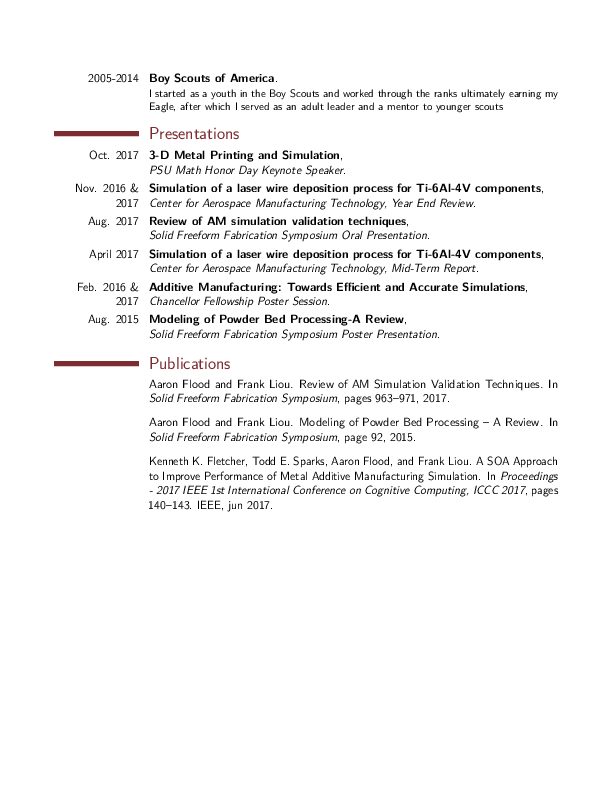 2005-2014 Boy Scouts of America.
I started as a youth in the Boy Scouts and worked through the ranks ultimately earning my
Eagle, after which I served as an adult leader and a mentor to younger scouts
Presentations
Oct. 2017 3-D Metal Printing and Simulation,
PSU Math Honor Day Keynote Speaker.
Nov. 2016 & Simulation of a laser wire deposition process for Ti-6Al-4V components,
2017 Center for Aerospace Manufacturing Technology, Year End Review.
Aug. 2017 Review of AM simulation validation techniques,
Solid Freeform Fabrication Symposium Oral Presentation.
April 2017 Simulation of a laser wire deposition process for Ti-6Al-4V components,
Center for Aerospace Manufacturing Technology, Mid-Term Report.
Feb. 2016 & Additive Manufacturing: Towards Efficient and Accurate Simulations,
2017 Chancellor Fellowship Poster Session.
Aug. 2015 Modeling of Powder Bed Processing-A Review,
Solid Freeform Fabrication Symposium Poster Presentation.
Publications
Aaron Flood and Frank Liou. Review of AM Simulation Validation Techniques. In
Solid Freeform Fabrication Symposium, pages 963–971, 2017.
Aaron Flood and Frank Liou. Modeling of Powder Bed Processing – A Review. In
Solid Freeform Fabrication Symposium, page 92, 2015.
Kenneth K. Fletcher, Todd E. Sparks, Aaron Flood, and Frank Liou. A SOA Approach
to Improve Performance of Metal Additive Manufacturing Simulation. In Proceedings
- 2017 IEEE 1st International Conference on Cognitive Computing, ICCC 2017, pages
140–143. IEEE, jun 2017.